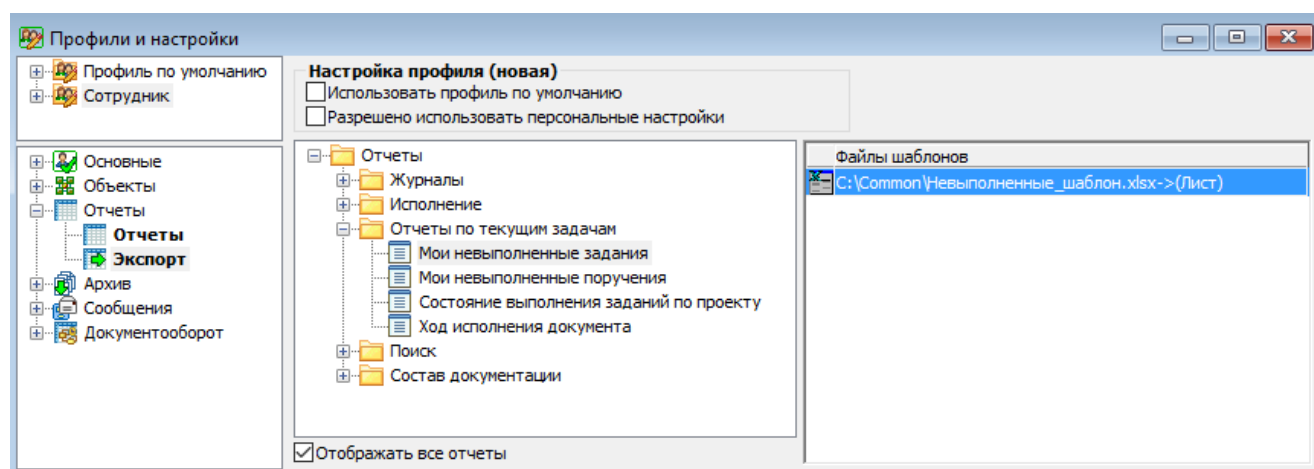 Профили и настройки
Профиль по умолчанию
Сотрудник
Настройка профиля (новая)
Использовать профиль по умолчанию
Разрешено использовать персональные настройки
Основные
Объекты
Отчеты
Отчеты
Экспорт
Архив
Сообщения
Документооборот
Отчеты
Журналы
Исполнение
Отчеты по текущим задачам
Мои невыполненные задания
Мои невыполненные поручения
Состояние выполнения заданий по проекту
Ход исполнения документа
Поиск
Состав документации
Отображать все отчеты
Файлы шаблонов
C:\Common\Невыполненные_шаблон.xlsx->(Лист)